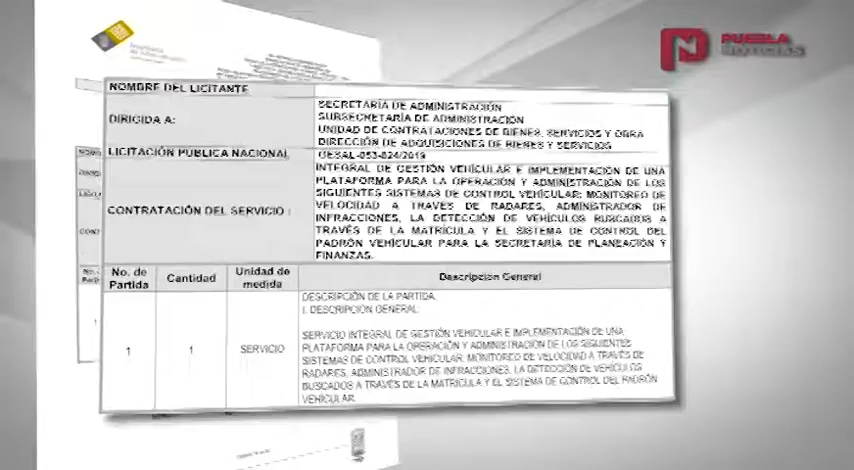 PUEBLA
NOTICIAS
NOMBRE DEL LICITANTE
DIRIGIDA A:
SECRETARÍA DE ADMINISTRACIÓN
SUBSECRETARÍA DE ADMINISTRACIÓN
UNIDAD DE CONTRATACIONES DE BIENES, SERVICIOS Y OBRA
DIRECCIÓN DE ADQUISICIONES DE BIENES Y SERVICIOS
LICITACIÓN PÚBLICA NACIONAL
GESAL-053-824/2019
CONTRATACIÓN DEL SERVICIO :
INTEGRAL DE GESTIÓN VEHICULAR E IMPLEMENTACIÓN DE UNA
PLATAFORMA PARA LA OPERACIÓN Y ADMINISTRACIÓN DE LOS
SIGUIENTES SISTEMAS DE CONTROL VEHICULAR; MONITOREO DE
VELOCIDAD A TRAVÉS DE RADARES, ADMINISTRADOR DE
INFRACCIONES, LA DETECCIÓN DE VEHÍCULOS BUSCADOS A
TRAVÉS DE LA MATRÍCULA Y EL SISTEMA DE CONTROL DEL
PADRÓN VEHICULAR PARA LA SECRETARÍA DE PLANEACIÓN Y
FINANZAS.
No. de
Partida
Cantidad
Unidad de
medida
Descripción General
1
1
SERVICIO
DESCRIPCIÓN DE LA PARTIDA.
I. DESCRIPCIÓN GENERAL
SERVICIO INTEGRAL DE GESTIÓN VEHICULAR E IMPLEMENTACIÓN DE UNA
PLATAFORMA PARA LA OPERACIÓN Y ADMINISTRACIÓN DE LOS SIGUIENTES
SISTEMAS DE CONTROL VEHICULAR; MONITOREO DE VELOCIDAD A TRAVÉS DE
RADARES, ADMINISTRADOR DE INFRACCIONES, LA DETECCIÓN DE VEHÍCULOS
BUSCADOS A TRAVÉS DE LA MATRÍCULA Y EL SISTEMA DE CONTROL DEL PADRÓN
VEHICULAR.